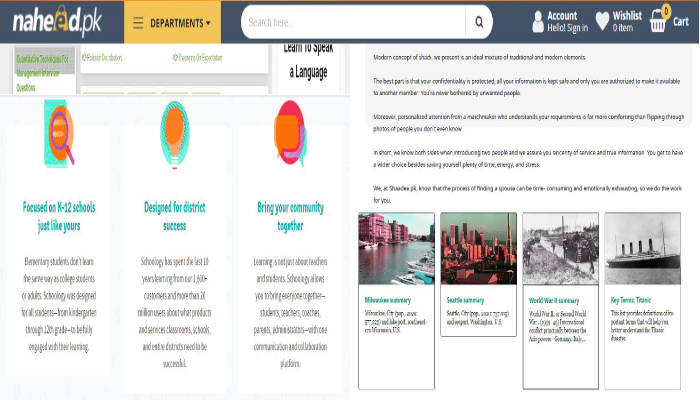 naheed.pk
DEPARTMENTS
Search here...
Account
Hello! Sign in
Wishlist
0 item
0
Cart
Quantitative Techniques For
Management Interview
Questions
Poisson Distribution
Theorems On Expectation
Learn To Speak
a Language
Focused on K-12 schools
just like yours
Elementary students don't learn
the same way as college students
or adults. Schoology was designed
for all students—from kindergarten
through 12th grade—to be fully
engaged with their learning.
Designed for district
success
Schoology has spent the last 10
years learning from our 1,600+
customers and more than 20
million users about what products
and services classrooms, schools,
and entire districts need to be
successful.
Bring your community
together
Learning is not just about teachers
and students. Schoology allows
you to bring everyone together—
students, teachers, coaches,
parents, administrators—with one
communication and collaboration
platform.
Modern concept of shadi, we present an ideal mixture of traditional and modern elements.
The best part is that your confidentiality is protected; all your information is kept safe and only you are authorized to make it available
to another member. You're never bothered by unwanted people.
Moreover, personalized attention from a matchmaker who understands your requirements is far more comforting than flipping through
photos of people you don't even know.
In short, we know both sides when introducing two people and we assure you sincerity of service and true information. You get to have
a wider choice besides saving yourself plenty of time, energy, and stress.
We, at Shaadee.pk, know that the process of finding a spouse can be time- consuming and emotionally exhausting, so we do the work
for you.
Milwaukee summary
Milwaukee, City (pop., 2020:
577,222) and lake port, southeast-
ern Wisconsin, U.S.
Seattle summary
Seattle, City (pop., 2020: 737,015)
and seaport, Washington, U.S.
World War II summary
World War II, or Second World
War , (1939–45) International
conflict principally between the
Axis powers—Germany, Italy,...
Key Terms: Titanic
This list provides definitions of im-
portant terms that will help you
better understand the Titanic
disaster.